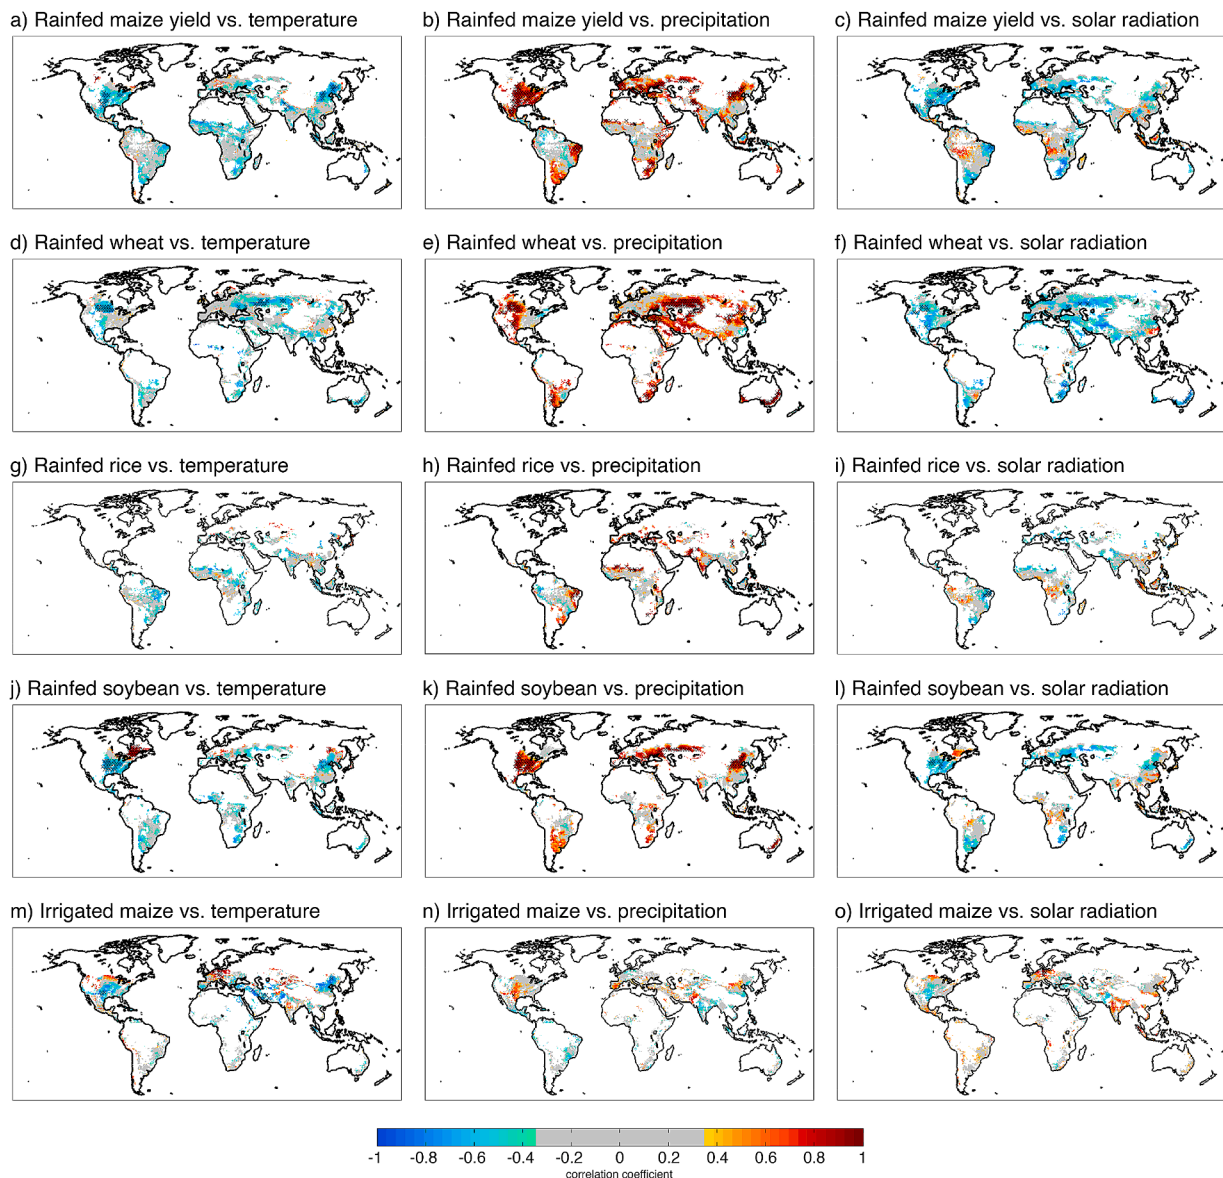 a) Rainfed maize yield vs. temperature
b) Rainfed maize yield vs. precipitation
c) Rainfed maize yield vs. solar radiation
d) Rainfed wheat vs. temperature
e) Rainfed wheat vs. precipitation
f) Rainfed wheat vs. solar radiation
g) Rainfed rice vs. temperature
h) Rainfed rice vs. precipitation
i) Rainfed rice vs. solar radiation
j) Rainfed soybean vs. temperature
k) Rainfed soybean vs. precipitation
l) Rainfed soybean vs. solar radiation
m) Irrigated maize vs. temperature
n) Irrigated maize vs. precipitation
o) Irrigated maize vs. solar radiation
-1 -0.8 -0.6 -0.4 -0.2 0 0.2 0.4 0.6 0.8 1
correlation coefficient